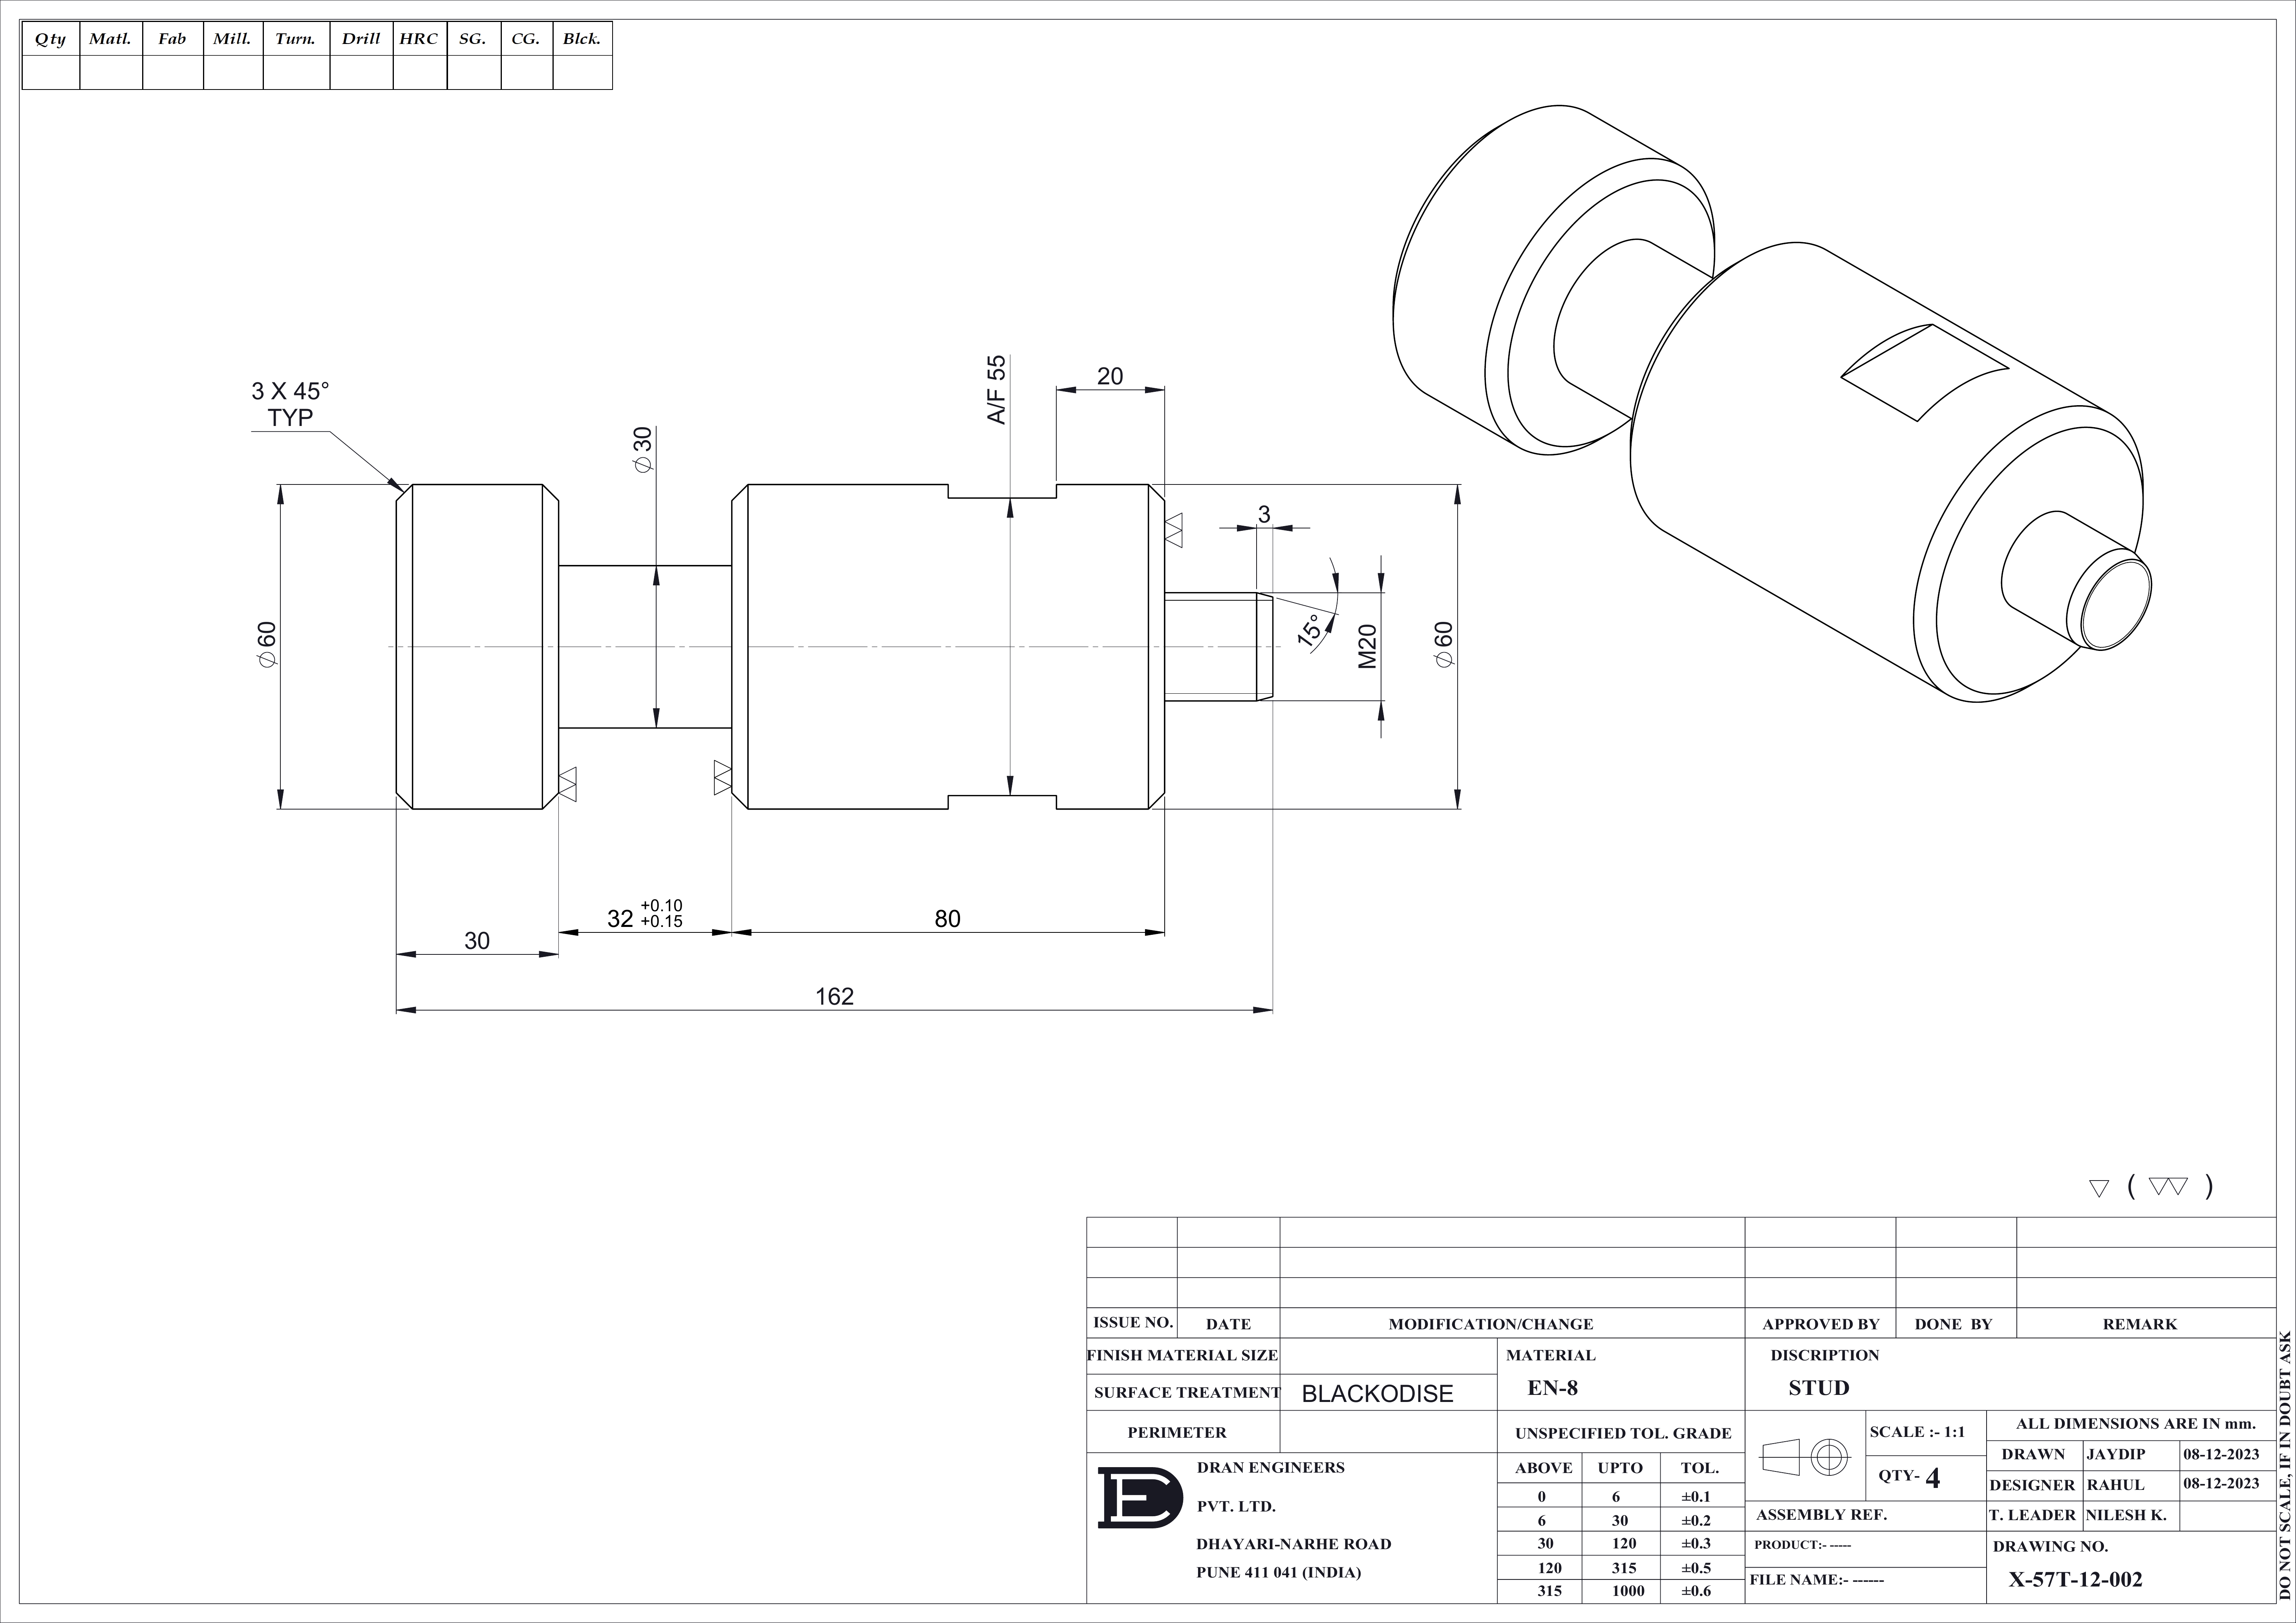 Qty Matl. Fab Mill. Turn. Drill HRC SG. CG. Blck.
3 X 45°
TYP
∅30
A/F 55
20
3
15°
M20
∅60
∅60
32 +0.10
+0.15
80
30
162
▽ ( ▽▽ )
ISSUE NO. DATE MODIFICATION/CHANGE APPROVED BY DONE BY REMARK
FINISH MATERIAL SIZE
MATERIAL
EN-8
DISCRIPTION
STUD
SURFACE TREATMENT BLACKODISE
PERIMETER
UNSPECIFIED TOL. GRADE
ABOVE UPTO TOL.
0 6 ±0.1
6 30 ±0.2
30 120 ±0.3
120 315 ±0.5
315 1000 ±0.6
DRAN ENGINEERS
PVT. LTD.
DHAYARI-NARHE ROAD
PUNE 411 041 (INDIA)
SCALE :- 1:1
QTY- 4
ALL DIMENSIONS ARE IN mm.
DRAWN JAYDIP 08-12-2023
DESIGNER RAHUL 08-12-2023
T. LEADER NILESH K.
ASSEMBLY REF.
PRODUCT:- -----
FILE NAME:- ------
DRAWING NO.
X-57T-12-002
DO NOT SCALE, IF IN DOUBT ASK